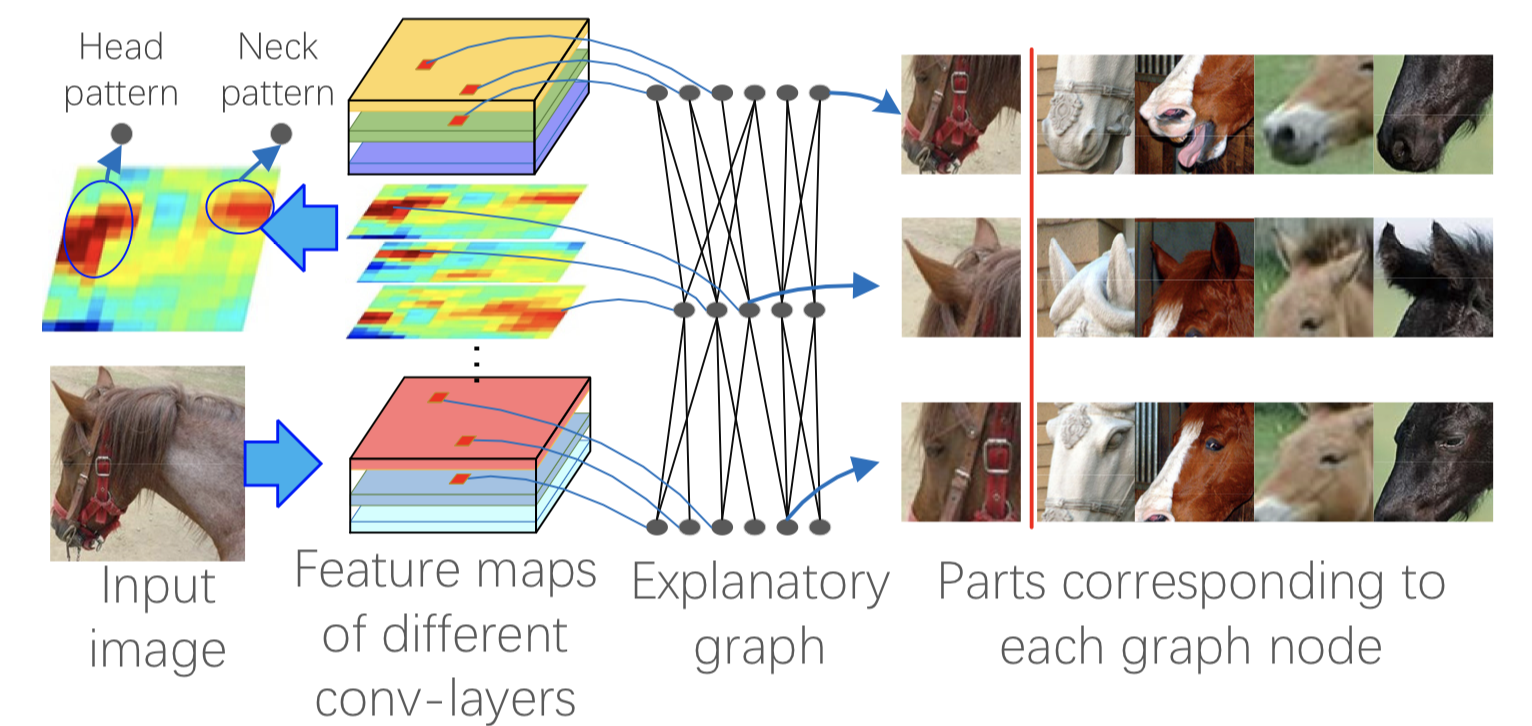 Head
pattern
Neck
pattern
Input
image
Feature maps
of different
conv-layers
Explanatory
graph
Parts corresponding to
each graph node